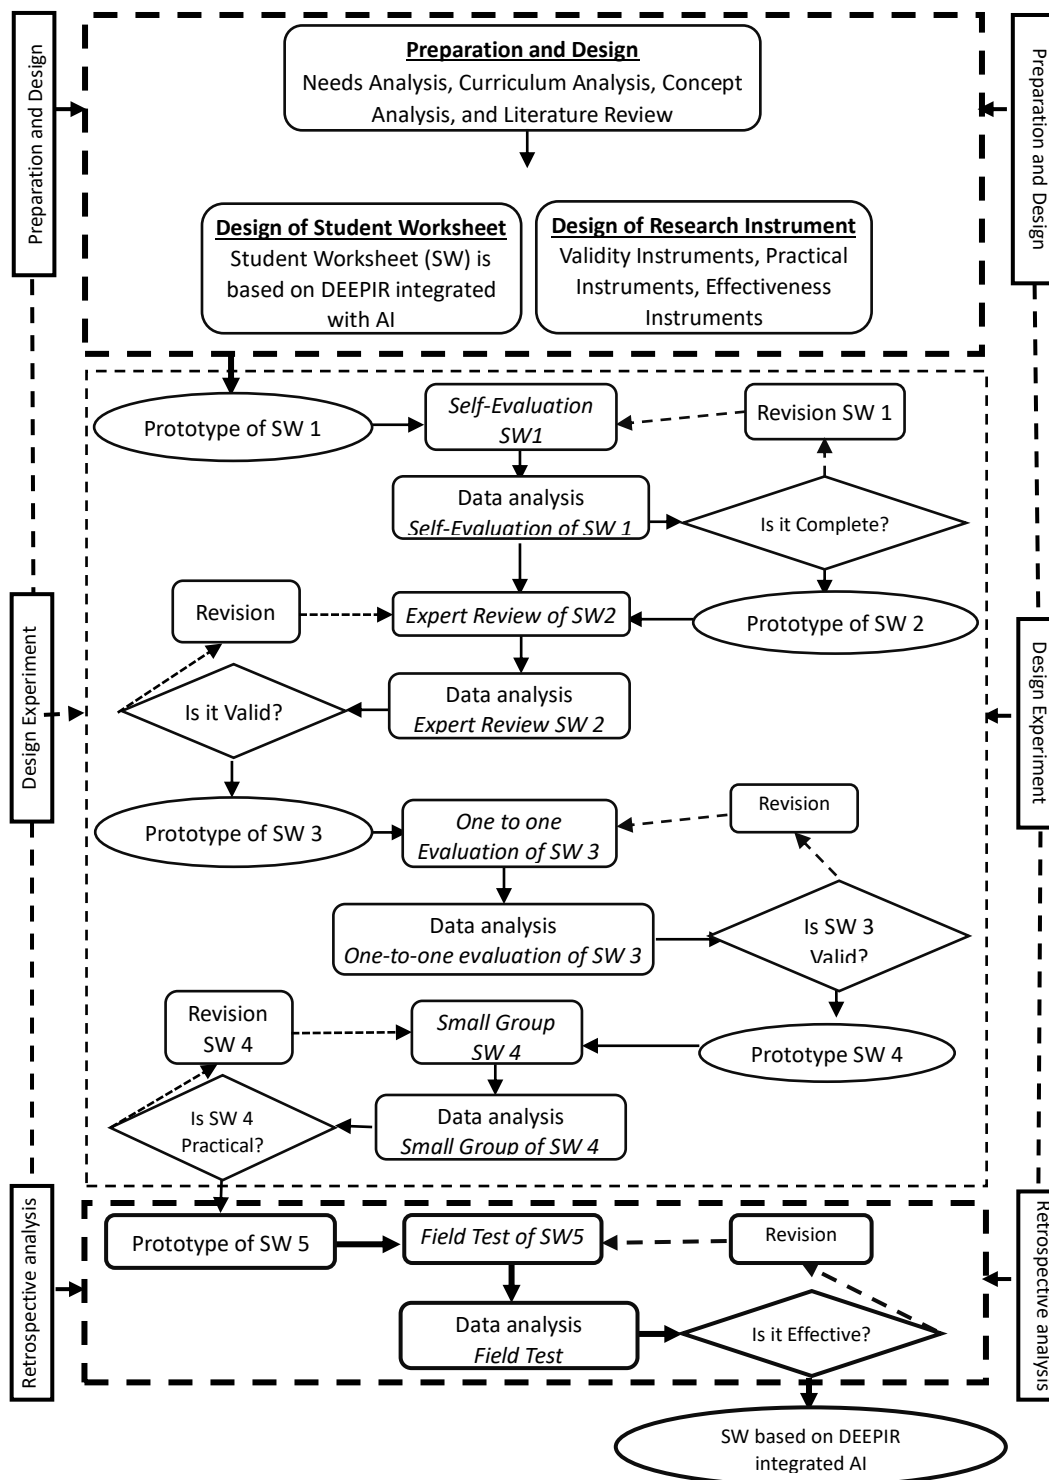 Preparation and Design
Preparation and Design
Needs Analysis, Curriculum Analysis, Concept
Analysis, and Literature Review
Preparation and Design
Design of Student Worksheet
Student Worksheet (SW) is
based on DEEPIR integrated
with AI
Design of Research Instrument
Validity Instruments, Practical
Instruments, Effectiveness
Instruments
Prototype of SW 1
Self-Evaluation
SW1
Revision SW 1
Data analysis
Self-Evaluation of SW 1
Is it Complete?
Design Experiment
Revision
Expert Review of SW2
Prototype of SW 2
Design Experiment
Is it Valid?
Data analysis
Expert Review SW 2
Prototype of SW 3
One to one
Evaluation of SW 3
Revision
Data analysis
One-to-one evaluation of SW 3
Is SW 3
Valid?
Revision
SW 4
Small Group
SW 4
Prototype SW 4
Is SW 4
Practical?
Data analysis
Small Group of SW 4
Retrospective analysis
Prototype of SW 5
Field Test of SW5
Revision
Retrospective analysis
Data analysis
Field Test
Is it Effective?
SW based on DEEPIR
integrated AI